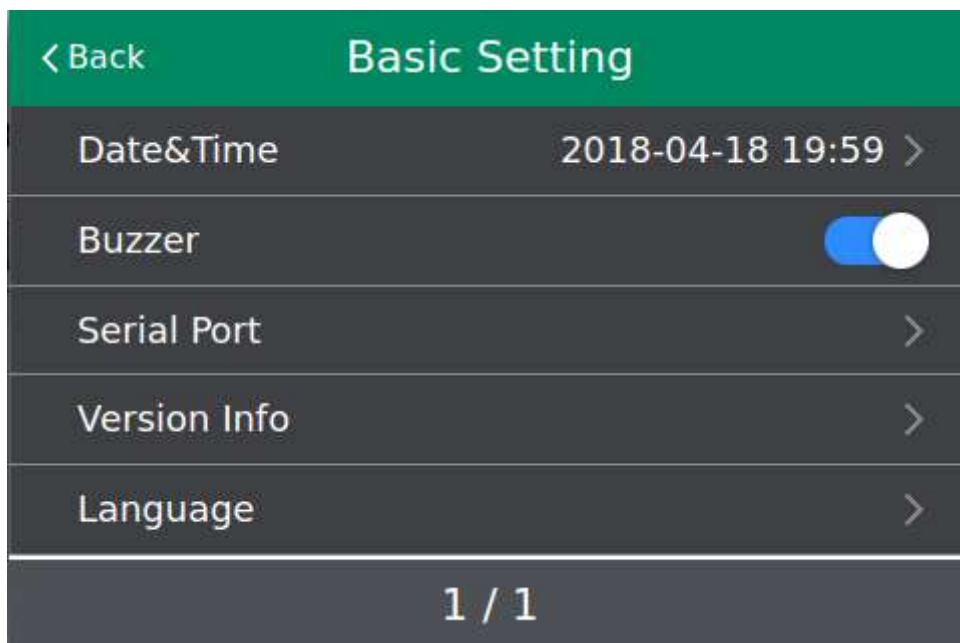 Back
Basic Setting
Date&Time 2018-04-18 19:59
Buzzer
Serial Port
Version Info
Language
1 / 1